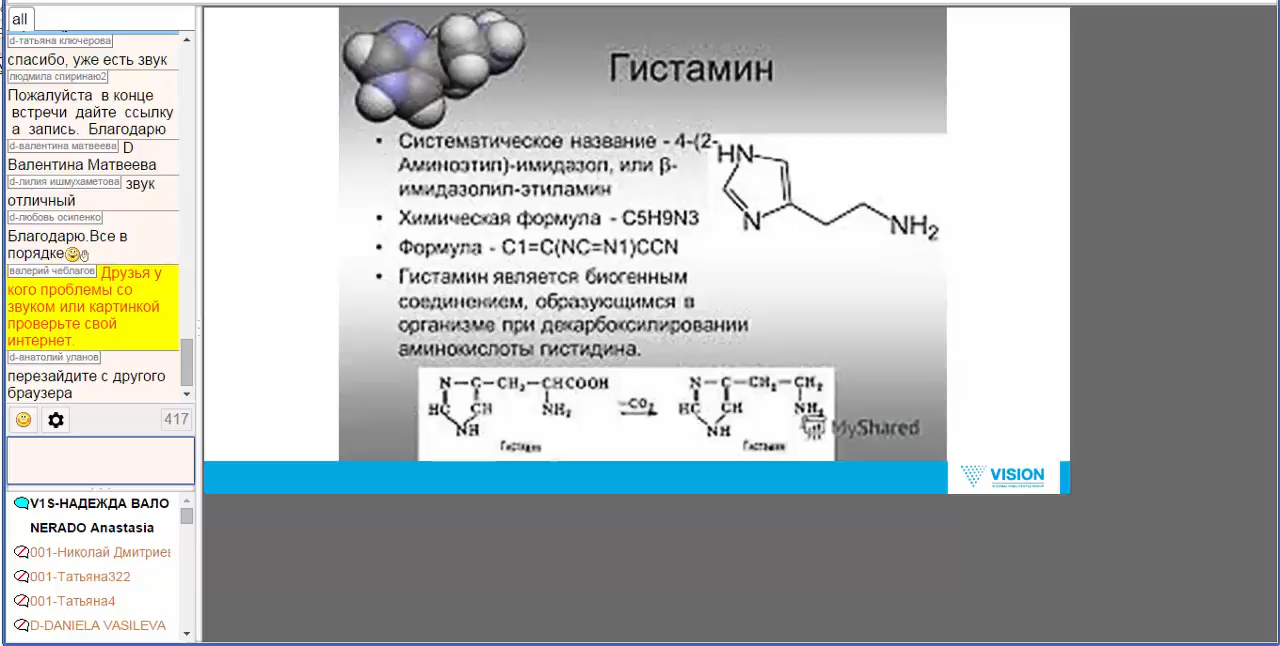 all
d-татьяна ключерова
спасибо, уже есть звук
людмила спиринаю2
Пожалуйста в конце
встречи дайте ссылку
а запись. Благодарю
d-валентина матвеева D
Валентина Матвеева
d-лилия ишмухаметова звук
отличный
d-любовь осипенко
Благодарю.Все в
порядке
валерий чеблагов Друзья у
кого проблемы со
звуком или картинкой
проверьте свой
интернет.
d-анатолий уланов
перезайдите с другого
браузера
417
V1S-НАДЕЖДА ВАЛО
NERADO Anastasia
001-Николай Дмитриев
001-Татьяна322
001-Татьяна4
D-DANIELA VASILEVA
Гистамин
• Систематическое название - 4-(2-
Аминоэтил)-имидазол, или β-
имидазолил-этиламин
• Химическая формула - C5H9N3
• Формула - C1=C(NC=N1)CCN
• Гистамин является биогенным
соединением, образующимся в
организме при декарбоксилировании
аминокислоты гистидина.
HN
N
NH2
N–C–CH2–CHCOOH
HC CH NH2
NH
Гистидин
–CO2
N–C–CH2–CH2
HC CH NH2
NH
Гистамин
MyShared
VISION